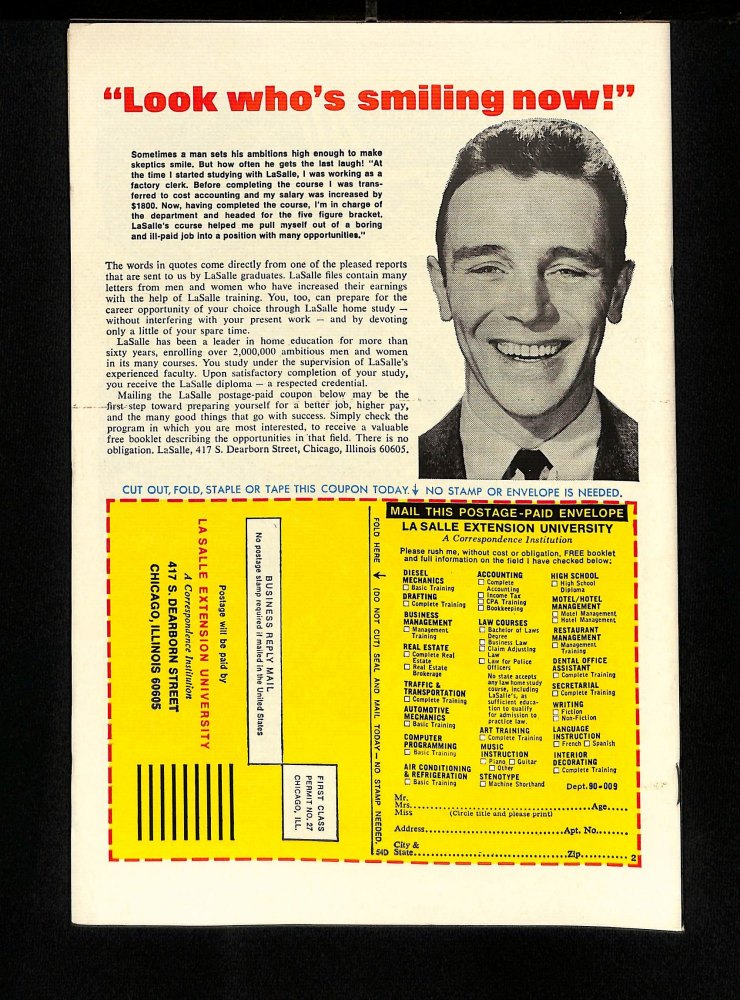 “Look who’s smiling now!”
Sometimes a man sets his ambitions high enough to make
skeptics smile. But how often he gets the last laugh! “At
the time I started studying with LaSalle, I was working as a
factory clerk. Before completing the course I was trans-
ferred to cost accounting and my salary was increased by
$1800. Now, having completed the course, I’m in charge of
the department and headed for the five figure bracket.
LaSalle’s course helped me pull myself out of a boring
and ill-paid job into a position with many opportunities.”
The words in quotes come directly from one of the pleased reports
that are sent to us by LaSalle graduates. LaSalle files contain many
letters from men and women who have increased their earnings
with the help of LaSalle training. You, too, can prepare for the
career opportunity of your choice through LaSalle home study —
without interfering with your present work — and by devoting
only a little of your spare time.
LaSalle has been a leader in home education for more than
sixty years, enrolling over 2,000,000 ambitious men and women
in its many courses. You study under the supervision of LaSalle’s
experienced faculty. Upon satisfactory completion of your study,
you receive the LaSalle diploma — a respected credential.
Mailing the LaSalle postage-paid coupon below may be the
first step toward preparing yourself for a better job, higher pay,
and the many good things that go with success. Simply check the
program in which you are most interested, to receive a valuable
free booklet describing the opportunities in that field. There is no
obligation. LaSalle, 417 S. Dearborn Street, Chicago, Illinois 60605.
CUT OUT, FOLD, STAPLE OR TAPE THIS COUPON TODAY. ↓ NO STAMP OR ENVELOPE IS NEEDED.
BUSINESS REPLY MAIL
No postage stamp required if mailed in the United States
Postage will be paid by
LA SALLE EXTENSION UNIVERSITY
A Correspondence Institution
417 S. DEARBORN STREET
CHICAGO, ILLINOIS 60605
FIRST CLASS
PERMIT NO. 27
CHICAGO, ILL.
FOLD HERE → (DO NOT CUT) SEAL AND MAIL TODAY — NO STAMP NEEDED.
54D
MAIL THIS POSTAGE-PAID ENVELOPE
LA SALLE EXTENSION UNIVERSITY
A Correspondence Institution
Please rush me, without cost or obligation, FREE booklet
and full information on the field I have checked below:
DIESEL
MECHANICS
☐ Basic Training
DRAFTING
☐ Complete Training
BUSINESS
MANAGEMENT
☐ Management
Training
REAL ESTATE
☐ Complete Real
Estate
☐ Real Estate
Brokerage
TRAFFIC &
TRANSPORTATION
☐ Complete Training
AUTOMOTIVE
MECHANICS
☐ Basic Training
COMPUTER
PROGRAMMING
☐ Basic Training
AIR CONDITIONING
& REFRIGERATION
☐ Basic Training
ACCOUNTING
☐ Complete
Accounting
☐ Income Tax
☐ CPA Training
☐ Bookkeeping
LAW COURSES
☐ Bachelor of Laws
Degree
☐ Business Law
☐ Claim Adjusting
Law
☐ Law for Police
Officers
No state accepts
any law home study
course, including
LaSalle’s, as
sufficient educa-
tion to qualify
for admission to
practice law.
ART TRAINING
☐ Complete Training
MUSIC
INSTRUCTION
☐ Piano ☐ Guitar
☐ Other
STENOTYPE
☐ Machine Shorthand
HIGH SCHOOL
☐ High School
Diploma
MOTEL/HOTEL
MANAGEMENT
☐ Motel Management
☐ Hotel Management
RESTAURANT
MANAGEMENT
☐ Management
Training
DENTAL OFFICE
ASSISTANT
☐ Complete Training
SECRETARIAL
☐ Complete Training
WRITING
☐ Fiction
☐ Non-Fiction
LANGUAGE
INSTRUCTION
☐ French ☐ Spanish
INTERIOR
DECORATING
☐ Complete Training
Dept. 90-009
Mr.
Mrs. Age
Miss (Circle title and please print)
Address Apt. No.
City &
State Zip
2